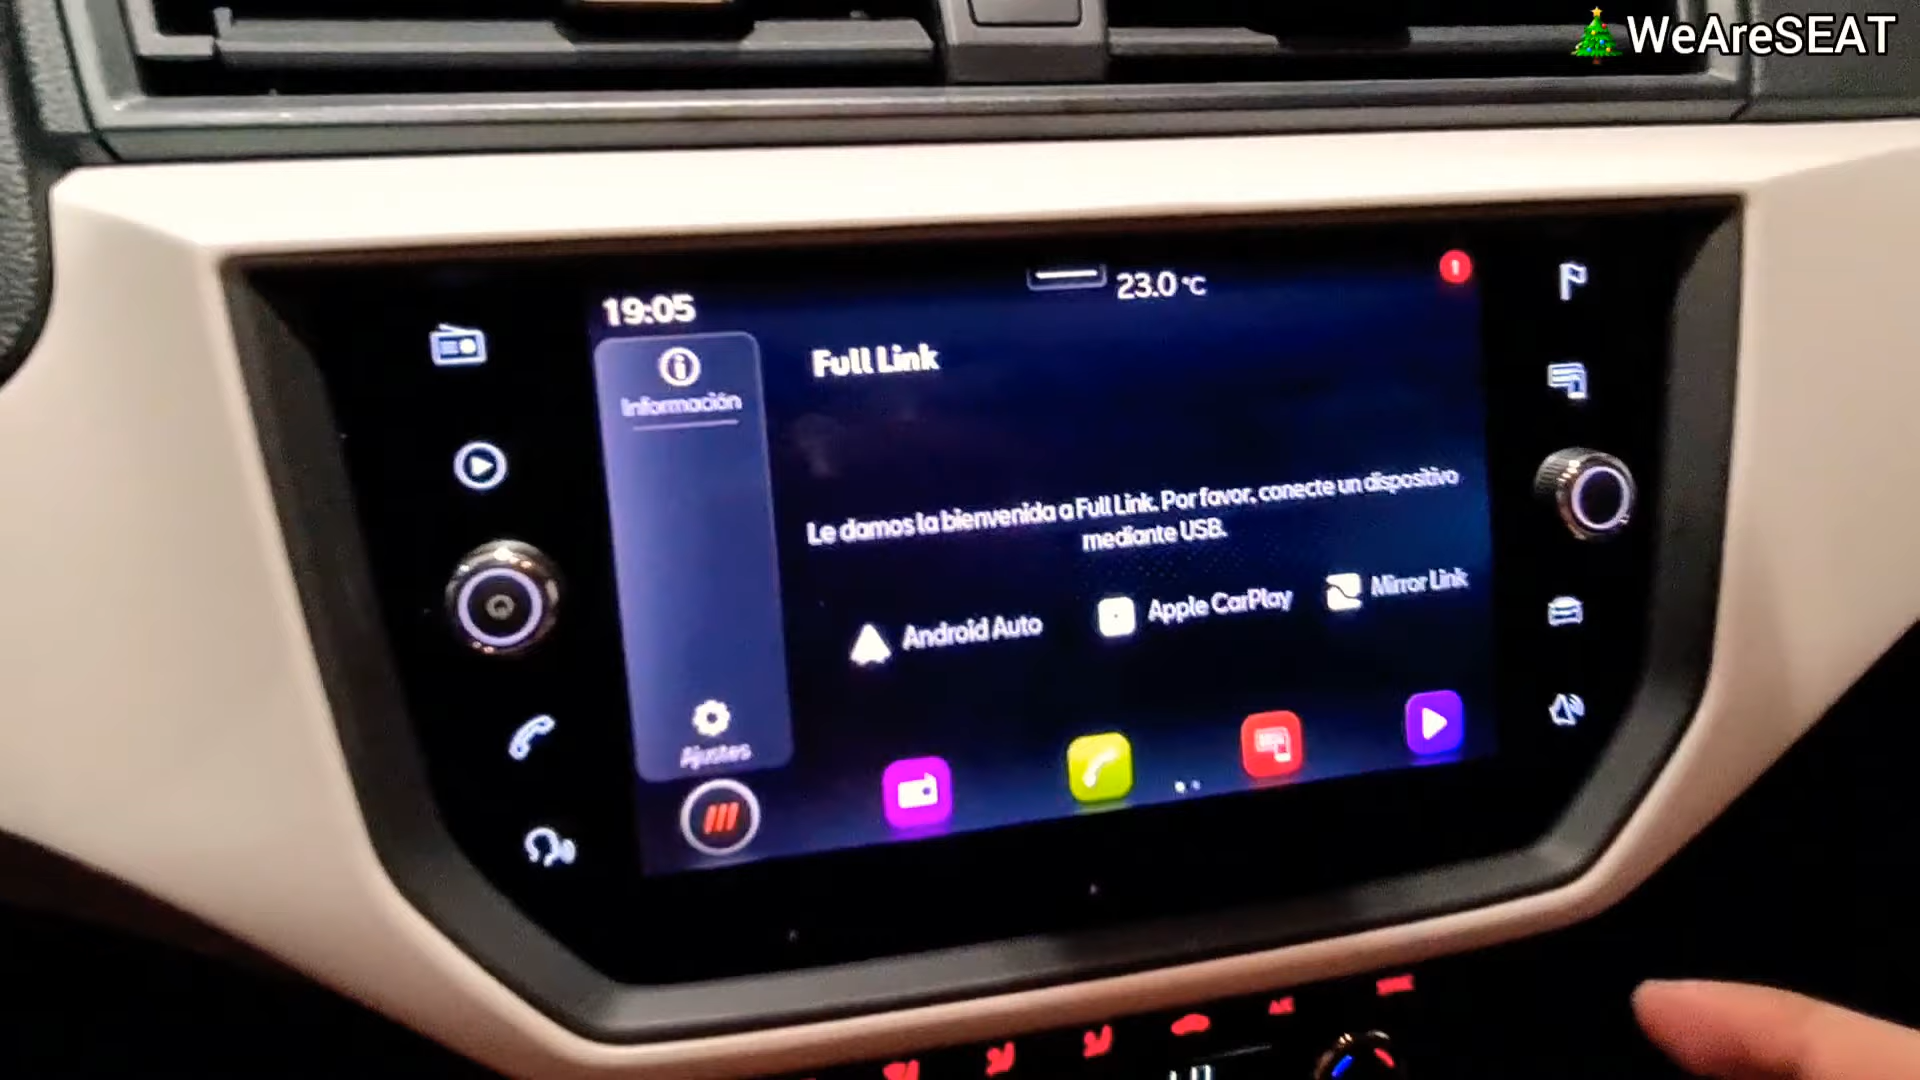 WeAreSEAT
19:05
23.0 °C
1
Información
Full Link
Le damos la bienvenida a Full Link. Por favor, conecte un dispositivo
mediante USB.
Android Auto
Apple CarPlay
Mirror Link
Ajustes
A/C